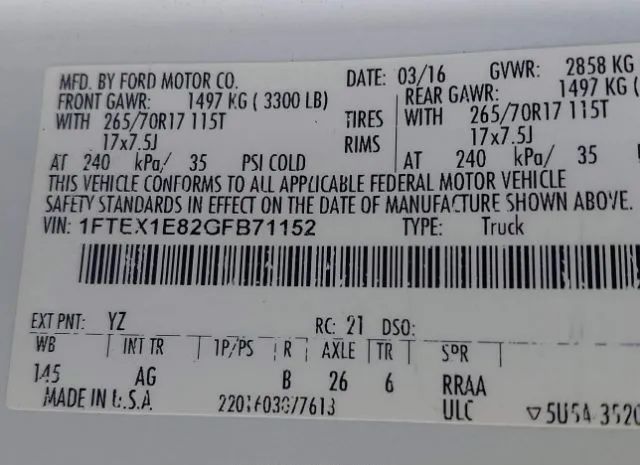 MFD. BY FORD MOTOR CO. DATE: 03/16 GVWR: 2858 KG
FRONT GAWR: 1497 KG ( 3300 LB) REAR GAWR: 1497 KG (
WITH 265/70R17 115T TIRES WITH 265/70R17 115T
17x7.5J RIMS 17x7.5J
AT 240 kPa/ 35 PSI COLD AT 240 kPa/ 35
THIS VEHICLE CONFORMS TO ALL APPLICABLE FEDERAL MOTOR VEHICLE
SAFETY STANDARDS IN EFFECT ON THE DATE OF MANUFACTURE SHOWN ABOVE.
VIN: 1FTEX1E82GFB71152 TYPE: Truck
EXT PNT: YZ RC: 21 DSO:
WB INT TR TP/PS R AXLE TR SPR
145 AG B 26 6 RRAA
MADE IN U.S.A. ULC